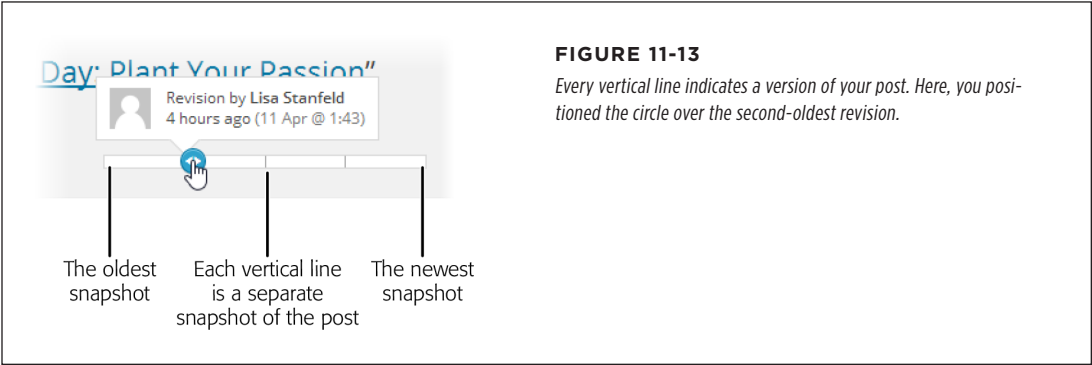 Day: Plant Your Passion”
Revision by Lisa Stanfeld
4 hours ago (11 Apr @ 1:43)
The oldest
snapshot
Each vertical line
is a separate
snapshot of the post
The newest
snapshot
FIGURE 11-13
Every vertical line indicates a version of your post. Here, you posi-
tioned the circle over the second-oldest revision.